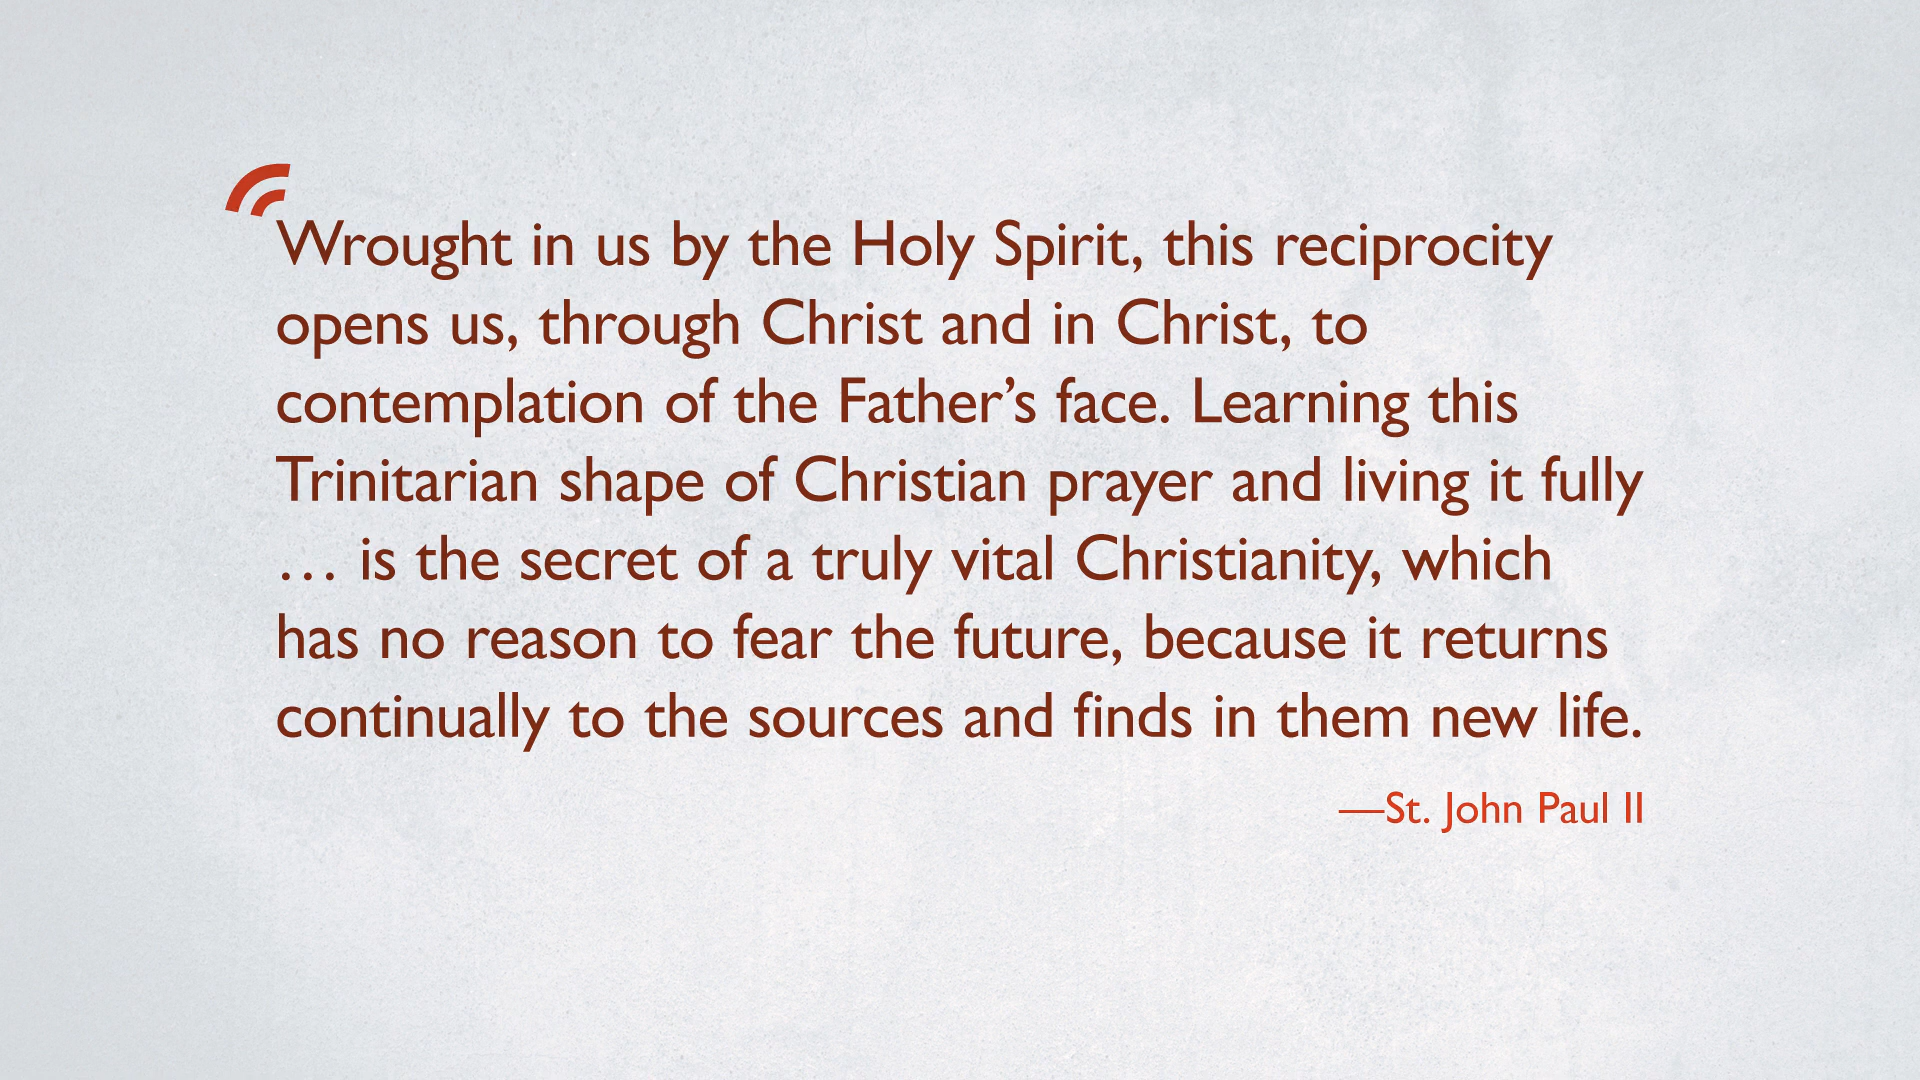 Wrought in us by the Holy Spirit, this reciprocity
opens us, through Christ and in Christ, to
contemplation of the Father’s face. Learning this
Trinitarian shape of Christian prayer and living it fully
… is the secret of a truly vital Christianity, which
has no reason to fear the future, because it returns
continually to the sources and finds in them new life.
—St. John Paul II